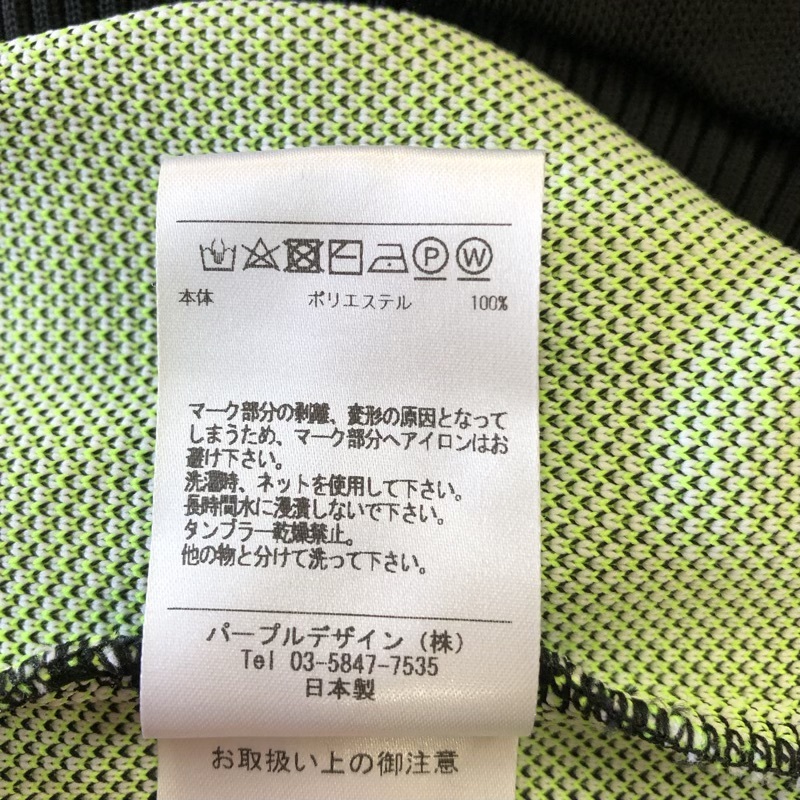 P W
本体 ポリエステル 100%
マーク部分の剥離、変形の原因となって
しまうため、マーク部分へアイロンはお
避け下さい。
洗濯時、ネットを使用して下さい。
長時間水に浸漬しないで下さい。
タンブラー乾燥禁止。
他の物と分けて洗って下さい。
パープルデザイン(株)
Tel 03-5847-7535
日本製
お取扱い上の御注意